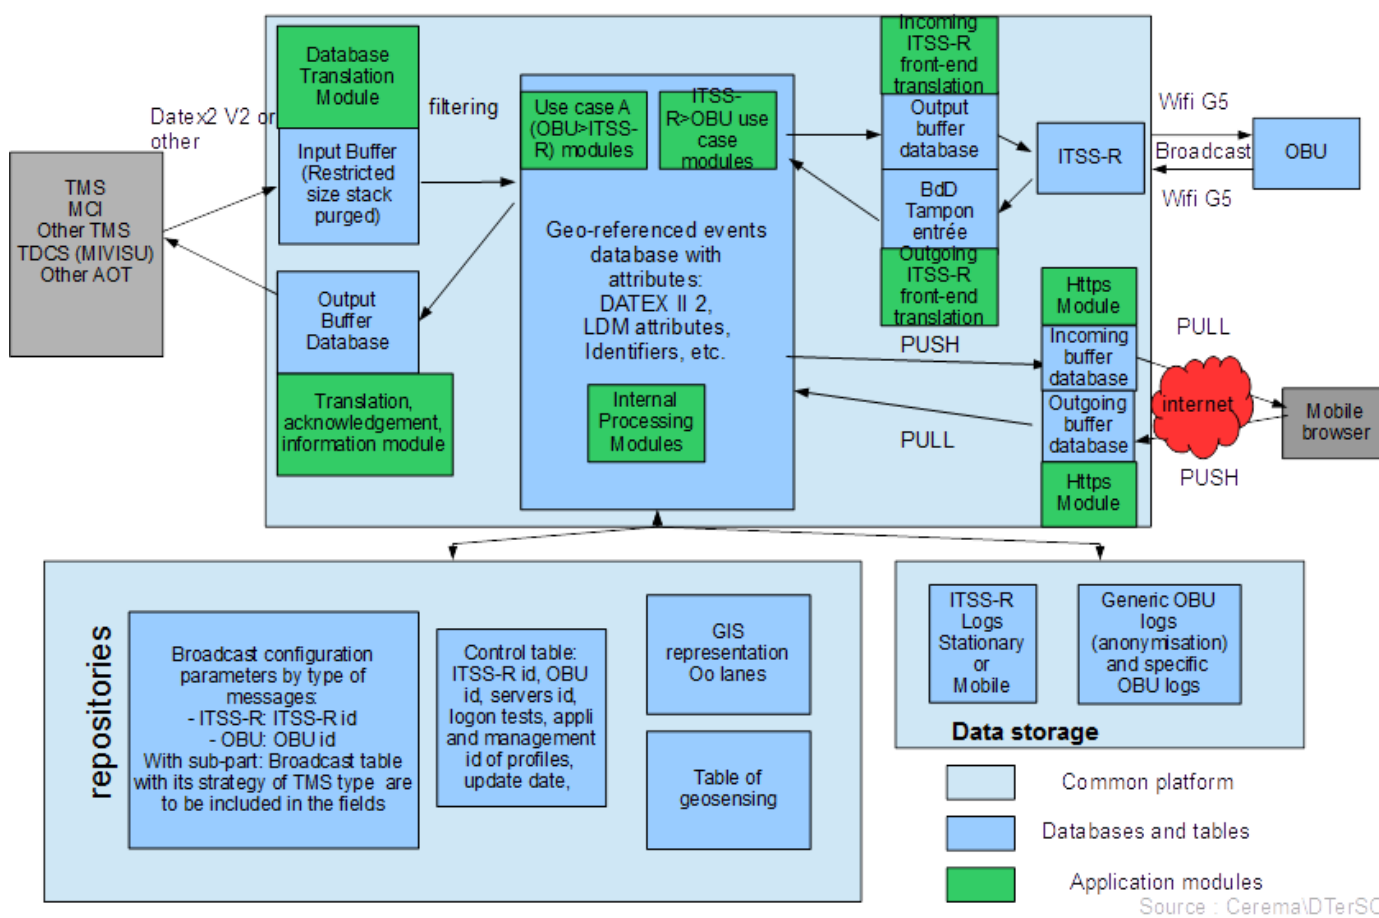 Database
Translation
Module
filtering
Datex2 V2 or
other
Input Buffer
(Restricted
size stack
purged)
TMS
MCI
Other TMS
TDCS (MIVISU)
Other AOT
Output
Buffer
Database
Translation,
acknowledgement,
information module
Use case A
(OBU>ITSS-
R) modules
ITSS-
R>OBU use
case
modules
Geo-referenced events
database with
attributes:
DATEX II 2,
LDM attributes,
Identifiers, etc.
Internal
Processing
Modules
Incoming
ITSS-R
front-end
translation
Output
buffer
database
BdD
Tampon
entrée
Outgoing
ITSS-R
front-end
translation
ITSS-R
Wifi G5
Broadcast
Wifi G5
OBU
PUSH
PULL
Https
Module
Incoming
buffer
database
Outgoing
buffer
database
Https
Module
PULL
internet
PUSH
Mobile
browser
repositories
Broadcast configuration
parameters by type of
messages:
- ITSS-R: ITSS-R id
- OBU: OBU id
With sub-part: Broadcast table
with its strategy of TMS type are
to be included in the fields
Control table:
ITSS-R id, OBU
id, servers id,
logon tests, appli
and management
id of profiles,
update date,
GIS
representation
Oo lanes
Table of
geosensing
ITSS-R
Logs
Stationary
or
Mobile
Generic OBU
logs
(anonymisation)
and specific
OBU logs
Data storage
Common platform
Databases and tables
Application modules
Source : Cerema\DTerSO